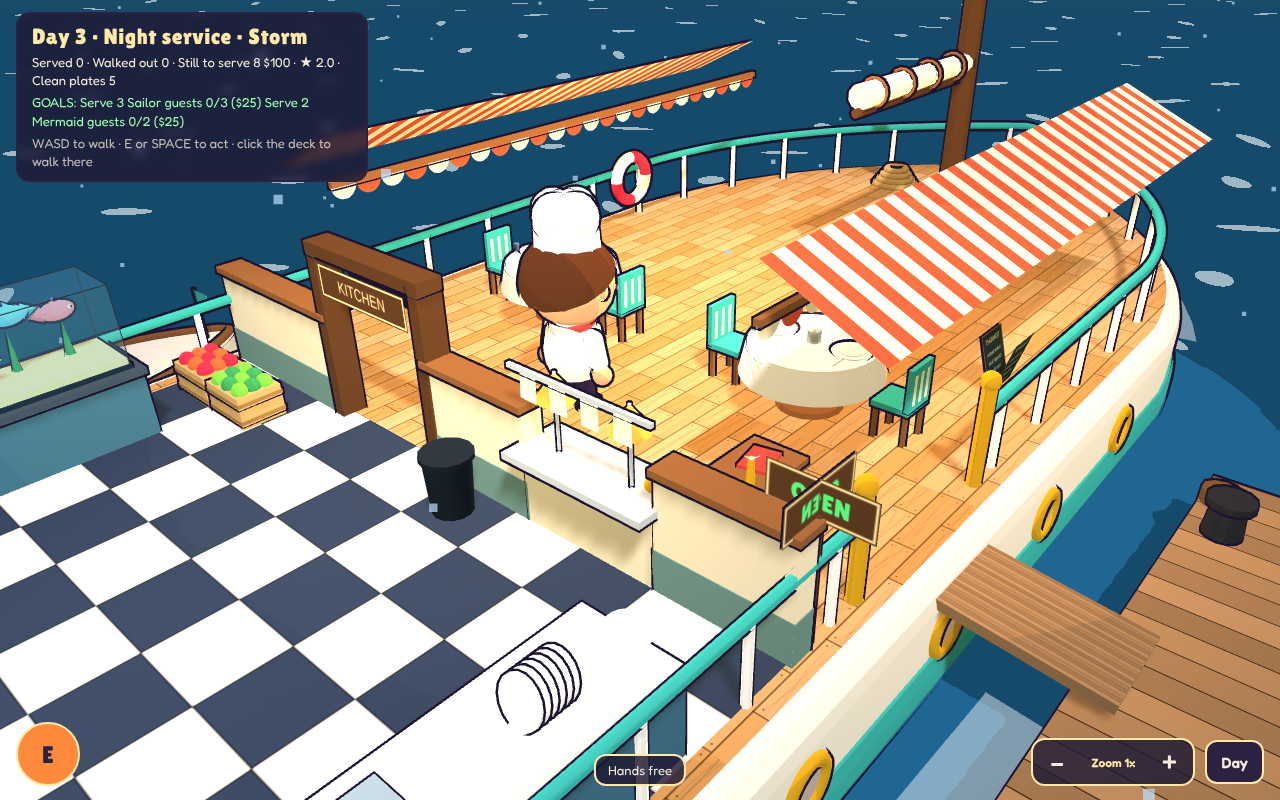 Day 3 · Night service · Storm
Served 0 · Walked out 0 · Still to serve 8 $100 · ★ 2.0 ·
Clean plates 5
GOALS: Serve 3 Sailor guests 0/3 ($25) Serve 2
Mermaid guests 0/2 ($25)
WASD to walk · E or SPACE to act · click the deck to
walk there
KITCHEN
OPEN
E
Hands free
– Zoom 1x +
Day